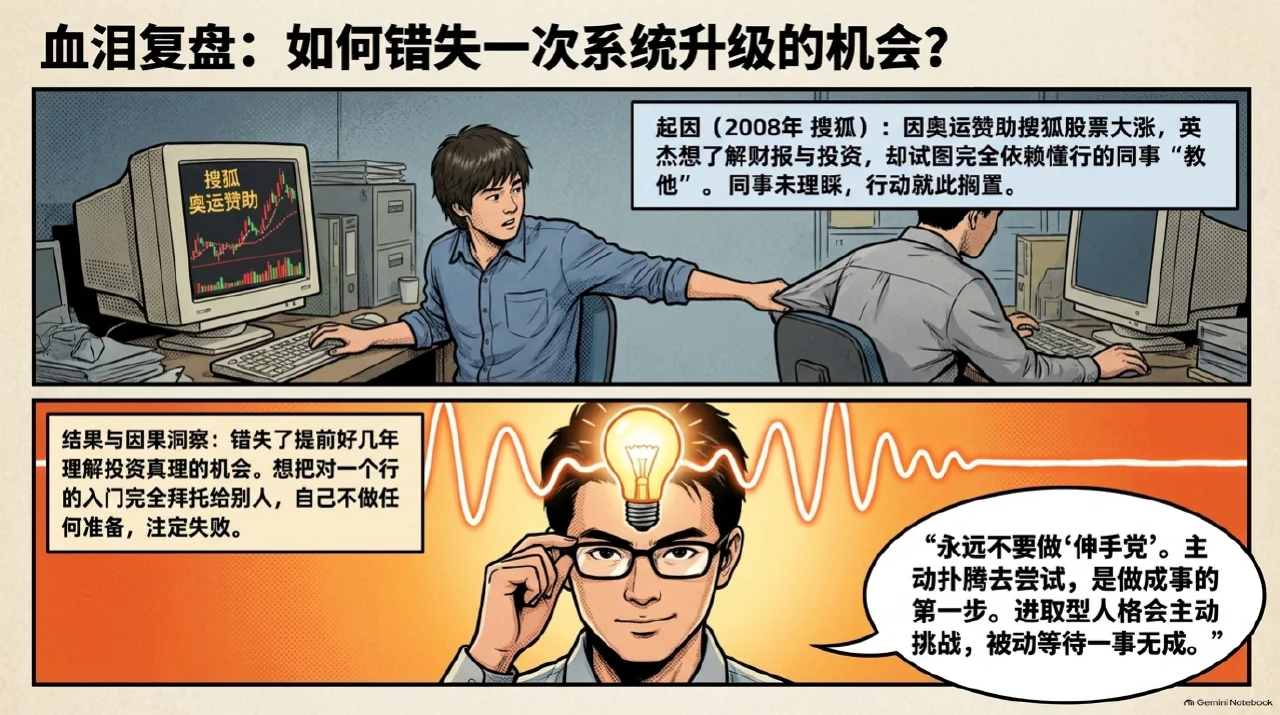 血泪复盘：如何错失一次系统升级的机会？
起因（2008年 搜狐）：因奥运赞助搜狐股票大涨，英
杰想了解财报与投资，却试图完全依赖懂行的同事“教
他”。同事未理睬，行动就此搁置。
搜狐
奥运赞助
结果与因果洞察：错失了提前好几年
理解投资真理的机会。想把对一个行
的入门完全拜托给别人，自己不做任
何准备，注定失败。
“永远不要做‘伸手党’。主
动扑腾去尝试，是做成事的
第一步。进取型人格会主动
挑战，被动等待一事无成。”
Gemini Notebook